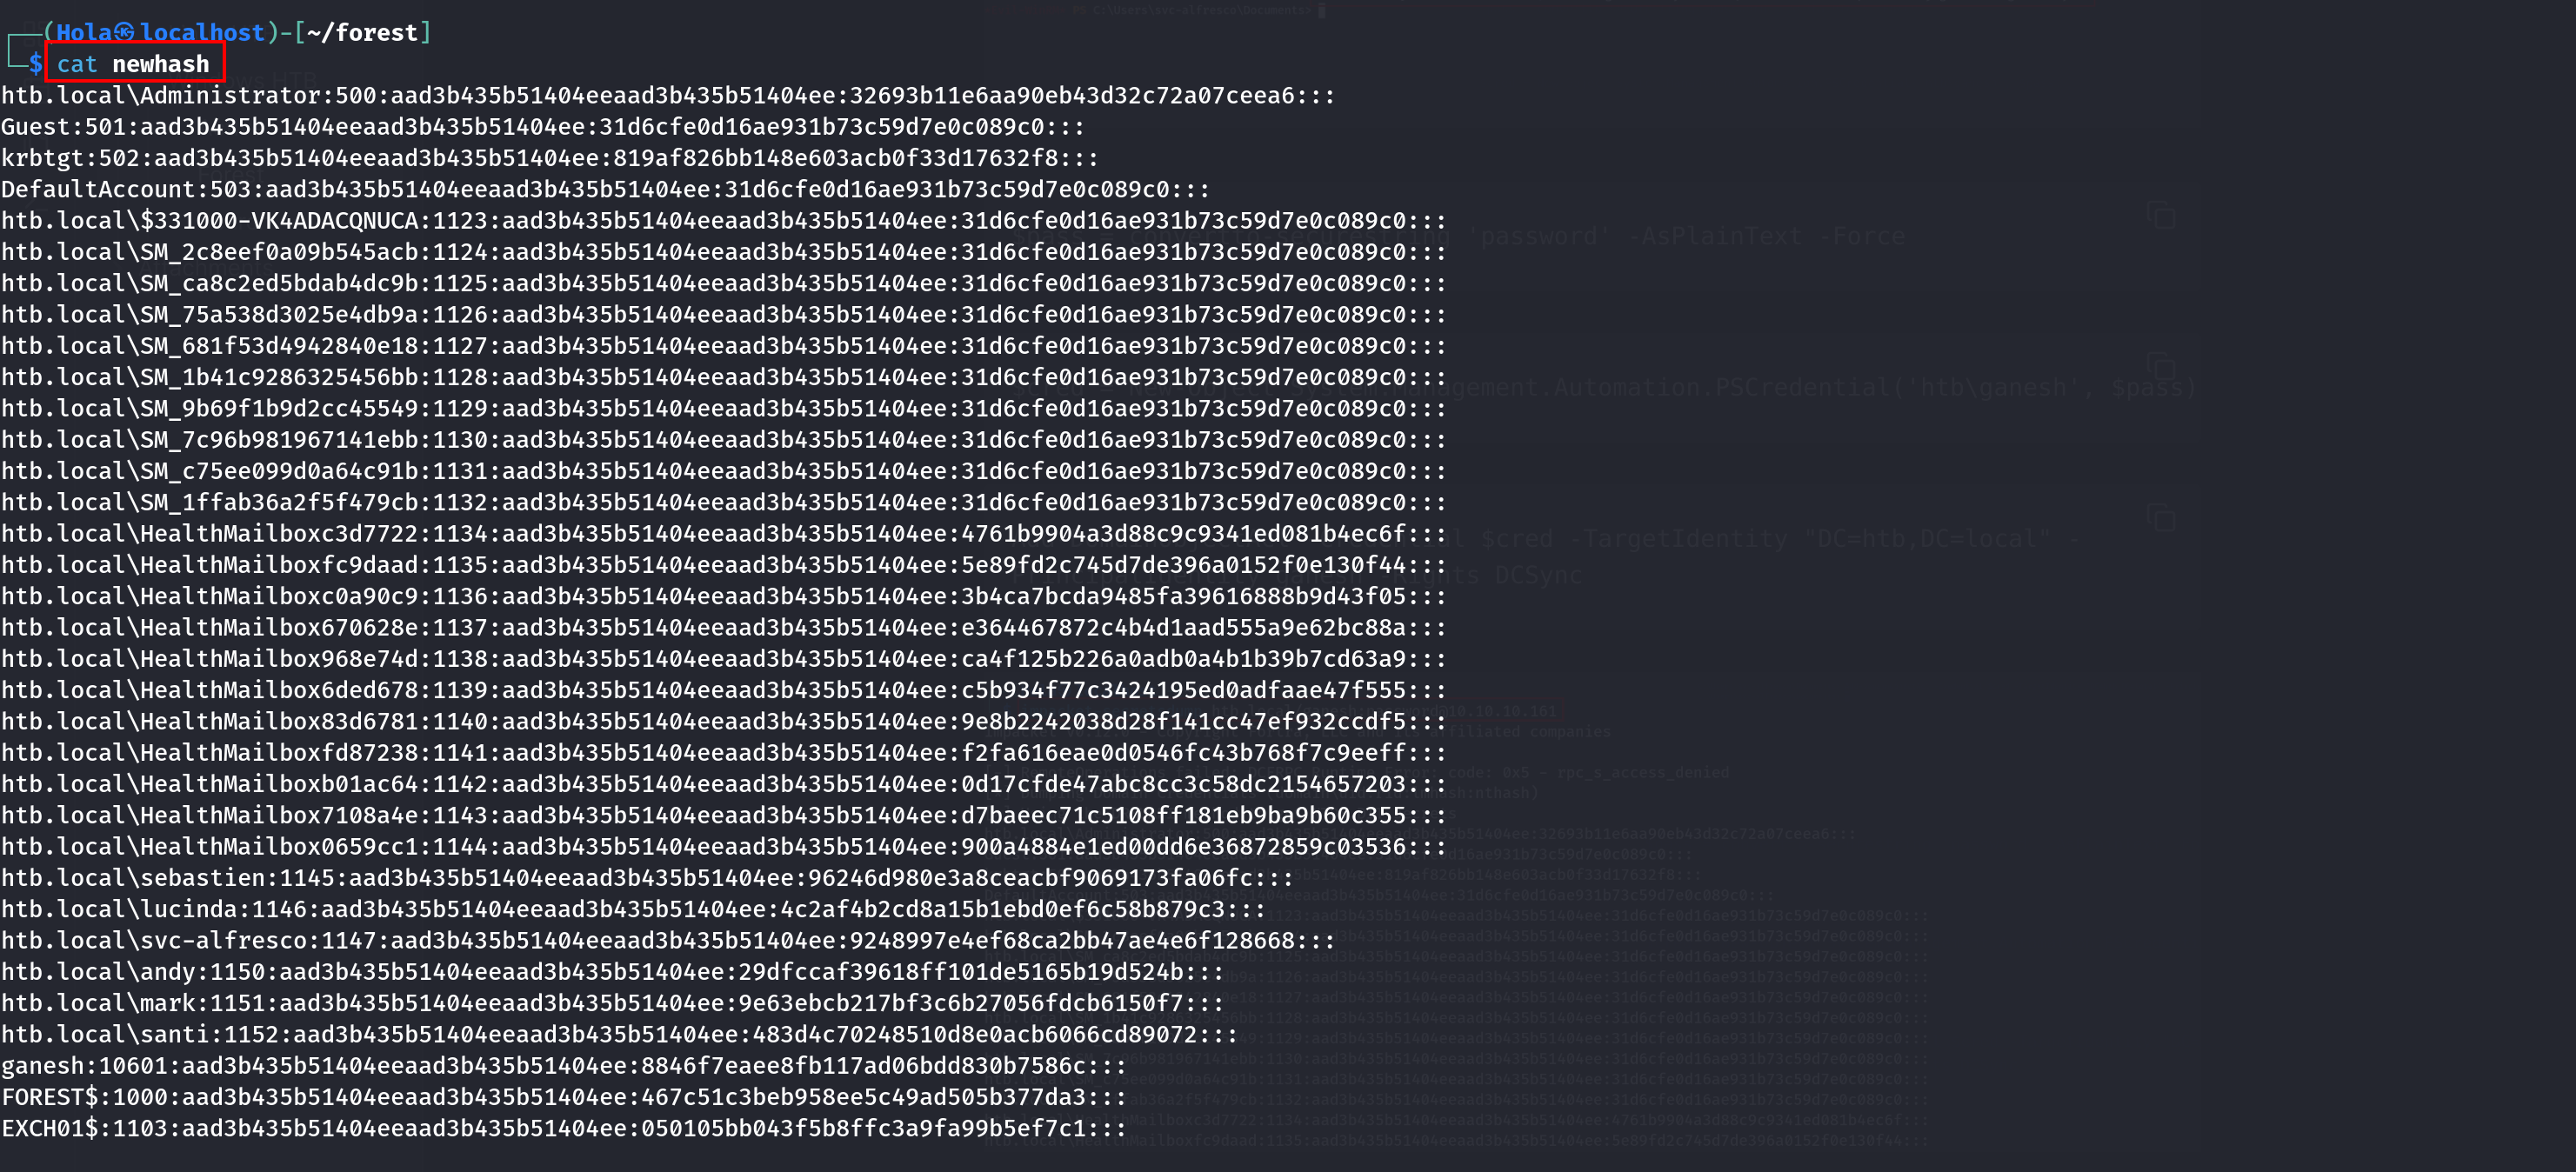 (Hola㉿localhost)-[~/forest]
$ cat newhash
htb.local\Administrator:500:aad3b435b51404eeaad3b435b51404ee:32693b11e6aa90eb43d32c72a07ceea6:::
Guest:501:aad3b435b51404eeaad3b435b51404ee:31d6cfe0d16ae931b73c59d7e0c089c0:::
krbtgt:502:aad3b435b51404eeaad3b435b51404ee:819af826bb148e603acb0f33d17632f8:::
DefaultAccount:503:aad3b435b51404eeaad3b435b51404ee:31d6cfe0d16ae931b73c59d7e0c089c0:::
htb.local\$331000-VK4ADACQNUCA:1123:aad3b435b51404eeaad3b435b51404ee:31d6cfe0d16ae931b73c59d7e0c089c0:::
htb.local\SM_2c8eef0a09b545acb:1124:aad3b435b51404eeaad3b435b51404ee:31d6cfe0d16ae931b73c59d7e0c089c0:::
htb.local\SM_ca8c2ed5bdab4dc9b:1125:aad3b435b51404eeaad3b435b51404ee:31d6cfe0d16ae931b73c59d7e0c089c0:::
htb.local\SM_75a538d3025e4db9a:1126:aad3b435b51404eeaad3b435b51404ee:31d6cfe0d16ae931b73c59d7e0c089c0:::
htb.local\SM_681f53d4942840e18:1127:aad3b435b51404eeaad3b435b51404ee:31d6cfe0d16ae931b73c59d7e0c089c0:::
htb.local\SM_1b41c9286325456bb:1128:aad3b435b51404eeaad3b435b51404ee:31d6cfe0d16ae931b73c59d7e0c089c0:::
htb.local\SM_9b69f1b9d2cc45549:1129:aad3b435b51404eeaad3b435b51404ee:31d6cfe0d16ae931b73c59d7e0c089c0:::
htb.local\SM_7c96b981967141ebb:1130:aad3b435b51404eeaad3b435b51404ee:31d6cfe0d16ae931b73c59d7e0c089c0:::
htb.local\SM_c75ee099d0a64c91b:1131:aad3b435b51404eeaad3b435b51404ee:31d6cfe0d16ae931b73c59d7e0c089c0:::
htb.local\SM_1ffab36a2f5f479cb:1132:aad3b435b51404eeaad3b435b51404ee:31d6cfe0d16ae931b73c59d7e0c089c0:::
htb.local\HealthMailboxc3d7722:1134:aad3b435b51404eeaad3b435b51404ee:4761b9904a3d88c9c9341ed081b4ec6f:::
htb.local\HealthMailboxfc9daad:1135:aad3b435b51404eeaad3b435b51404ee:5e89fd2c745d7de396a0152f0e130f44:::
htb.local\HealthMailboxc0a90c9:1136:aad3b435b51404eeaad3b435b51404ee:3b4ca7bcda9485fa39616888b9d43f05:::
htb.local\HealthMailbox670628e:1137:aad3b435b51404eeaad3b435b51404ee:e364467872c4b4d1aad555a9e62bc88a:::
htb.local\HealthMailbox968e74d:1138:aad3b435b51404eeaad3b435b51404ee:ca4f125b226a0adb0a4b1b39b7cd63a9:::
htb.local\HealthMailbox6ded678:1139:aad3b435b51404eeaad3b435b51404ee:c5b934f77c3424195ed0adfaae47f555:::
htb.local\HealthMailbox83d6781:1140:aad3b435b51404eeaad3b435b51404ee:9e8b2242038d28f141cc47ef932ccdf5:::
htb.local\HealthMailboxfd87238:1141:aad3b435b51404eeaad3b435b51404ee:f2fa616eae0d0546fc43b768f7c9eeff:::
htb.local\HealthMailboxb01ac64:1142:aad3b435b51404eeaad3b435b51404ee:0d17cfde47abc8cc3c58dc2154657203:::
htb.local\HealthMailbox7108a4e:1143:aad3b435b51404eeaad3b435b51404ee:d7baeec71c5108ff181eb9ba9b60c355:::
htb.local\HealthMailbox0659cc1:1144:aad3b435b51404eeaad3b435b51404ee:900a4884e1ed00dd6e36872859c03536:::
htb.local\sebastien:1145:aad3b435b51404eeaad3b435b51404ee:96246d980e3a8ceacbf9069173fa06fc:::
htb.local\lucinda:1146:aad3b435b51404eeaad3b435b51404ee:4c2af4b2cd8a15b1ebd0ef6c58b879c3:::
htb.local\svc-alfresco:1147:aad3b435b51404eeaad3b435b51404ee:9248997e4ef68ca2bb47ae4e6f128668:::
htb.local\andy:1150:aad3b435b51404eeaad3b435b51404ee:29dfccaf39618ff101de5165b19d524b:::
htb.local\mark:1151:aad3b435b51404eeaad3b435b51404ee:9e63ebcb217bf3c6b27056fdcb6150f7:::
htb.local\santi:1152:aad3b435b51404eeaad3b435b51404ee:483d4c70248510d8e0acb6066cd89072:::
ganesh:10601:aad3b435b51404eeaad3b435b51404ee:8846f7eaee8fb117ad06bdd830b7586c:::
FOREST$:1000:aad3b435b51404eeaad3b435b51404ee:467c51c3beb958ee5c49ad505b377da3:::
EXCH01$:1103:aad3b435b51404eeaad3b435b51404ee:050105bb043f5b8ffc3a9fa99b5ef7c1:::